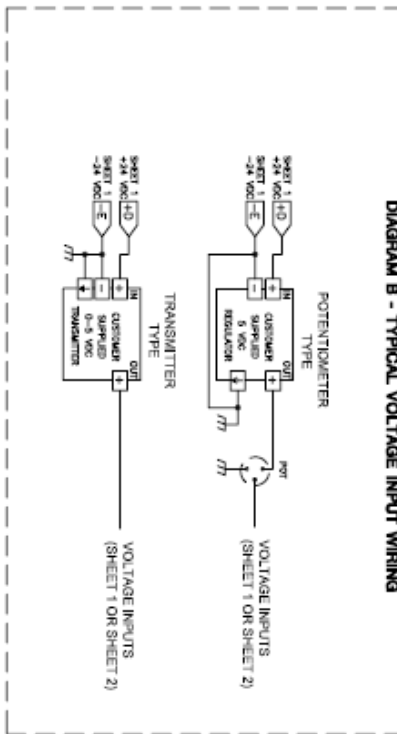 DIAGRAM B - TYPICAL VOLTAGE INPUT WIRING
POTENTIOMETER
TYPE
SHEET 1
+24 VDC
+D
SHEET 1
-24 VDC
-E
IN
OUT
+
-
+
CUSTOMER
SUPPLIED
5 VDC
REGULATOR
POT
VOLTAGE INPUTS
(SHEET 1 OR SHEET 2)
TRANSMITTER
TYPE
SHEET 1
+24 VDC
+D
SHEET 1
-24 VDC
-E
IN
OUT
+
-
+
CUSTOMER
SUPPLIED
0-5 VDC
TRANSMITTER
VOLTAGE INPUTS
(SHEET 1 OR SHEET 2)